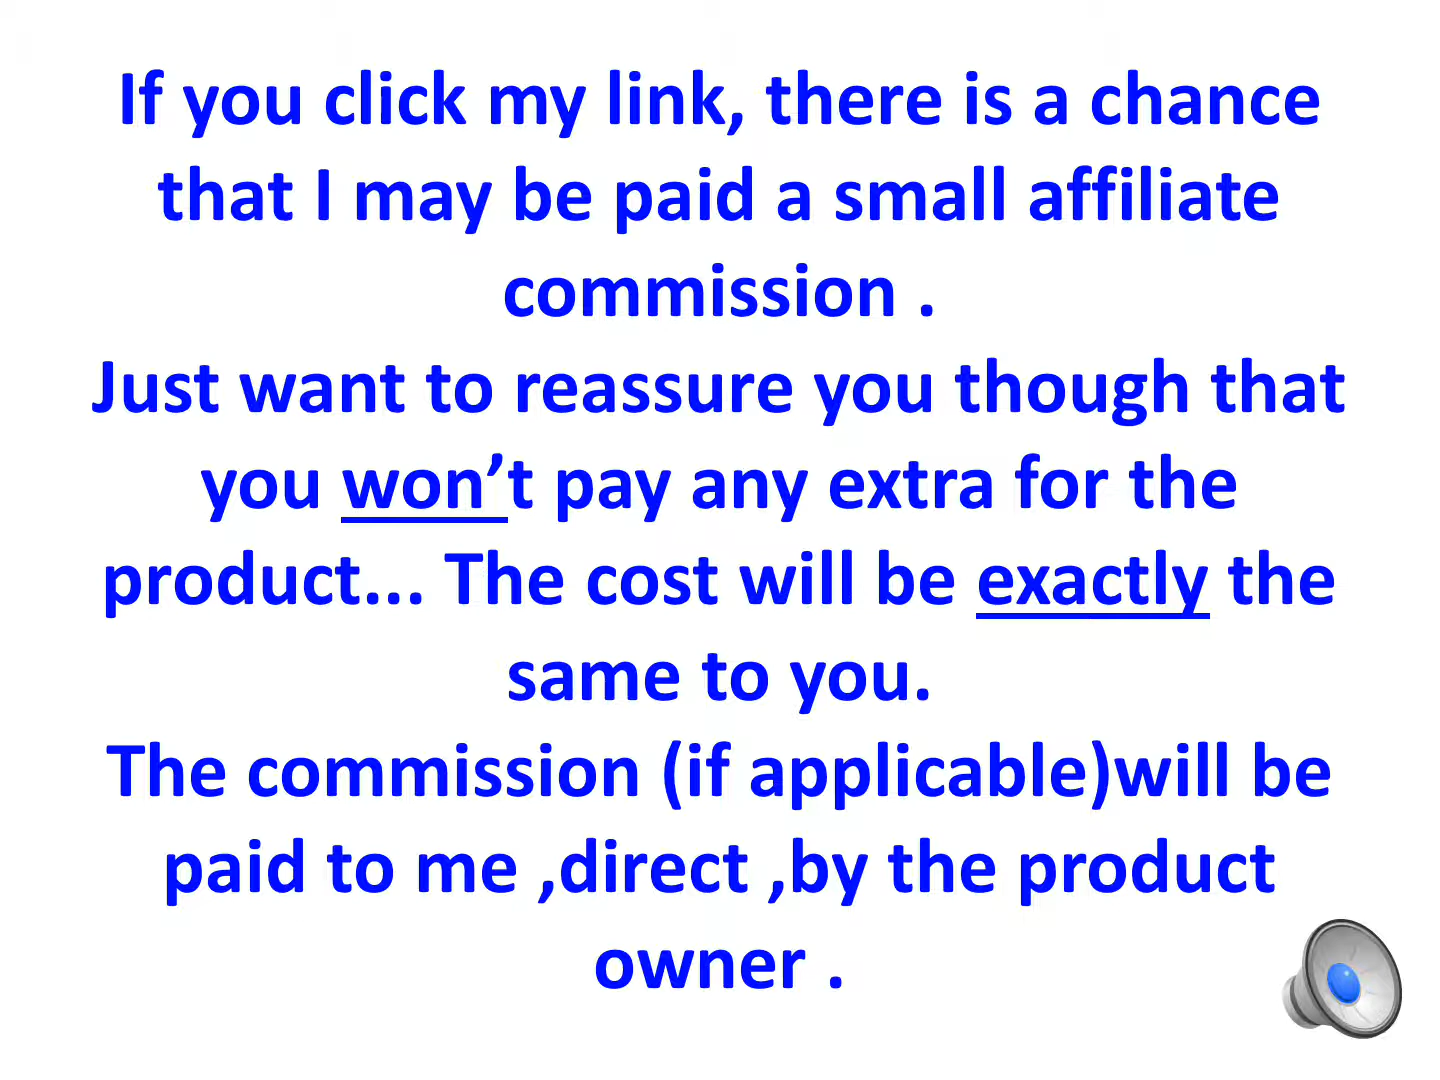 If you click my link, there is a chance
that I may be paid a small affiliate
commission .
Just want to reassure you though that
you won’t pay any extra for the
product... The cost will be exactly the
same to you.
The commission (if applicable)will be
paid to me ,direct ,by the product
owner .